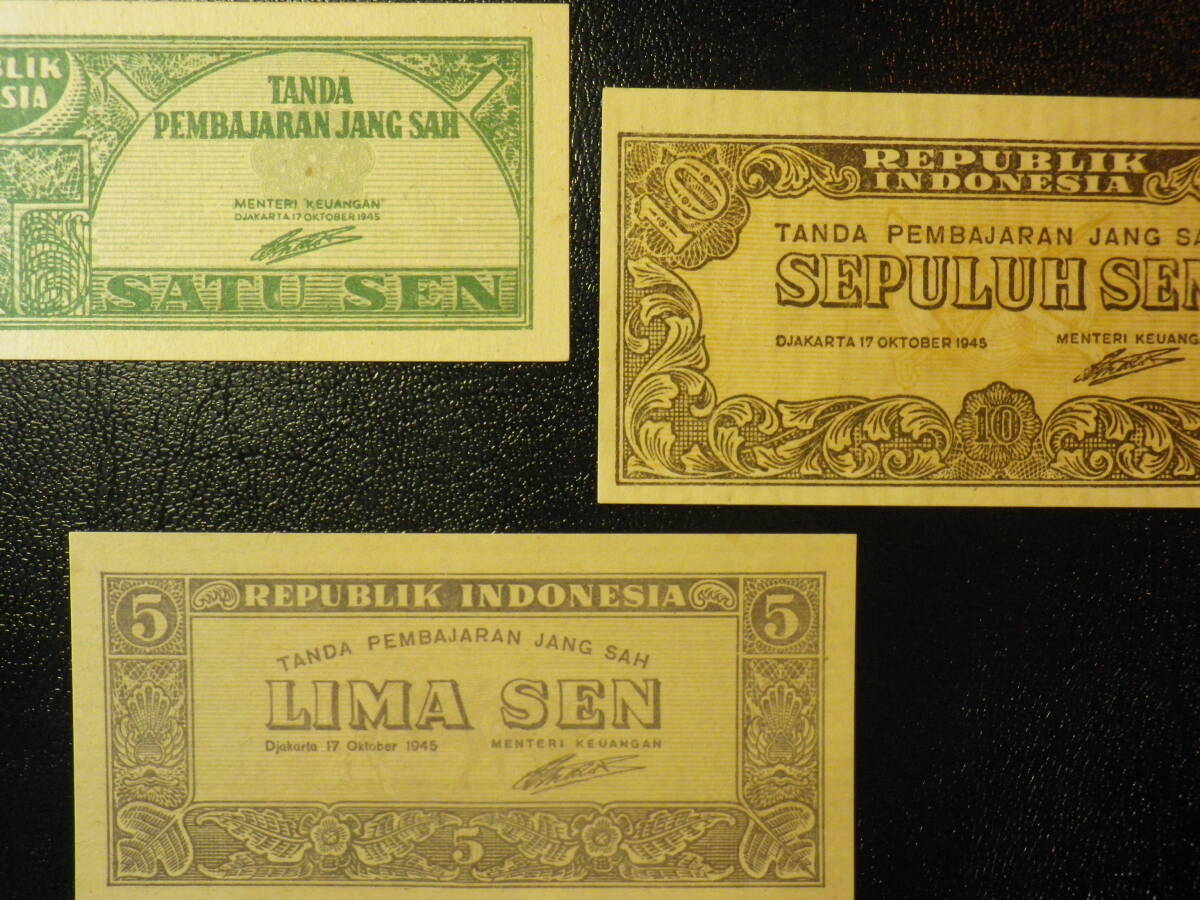 BLIK
SIA
TANDA
PEMBAJARAN JANG SAH
MENTERI KEUANGAN
DJAKARTA 17 OKTOBER 1945
SATU SEN
10
REPUBLIK
INDONESIA
TANDA PEMBAJARAN JANG SA
SEPULUH SEN
DJAKARTA 17 OKTOBER 1945 MENTERI KEUANG
10
5 REPUBLIK INDONESIA 5
TANDA PEMBAJARAN JANG SAH
LIMA SEN
Djakarta 17 Oktober 1945 MENTERI KEUANGAN
5